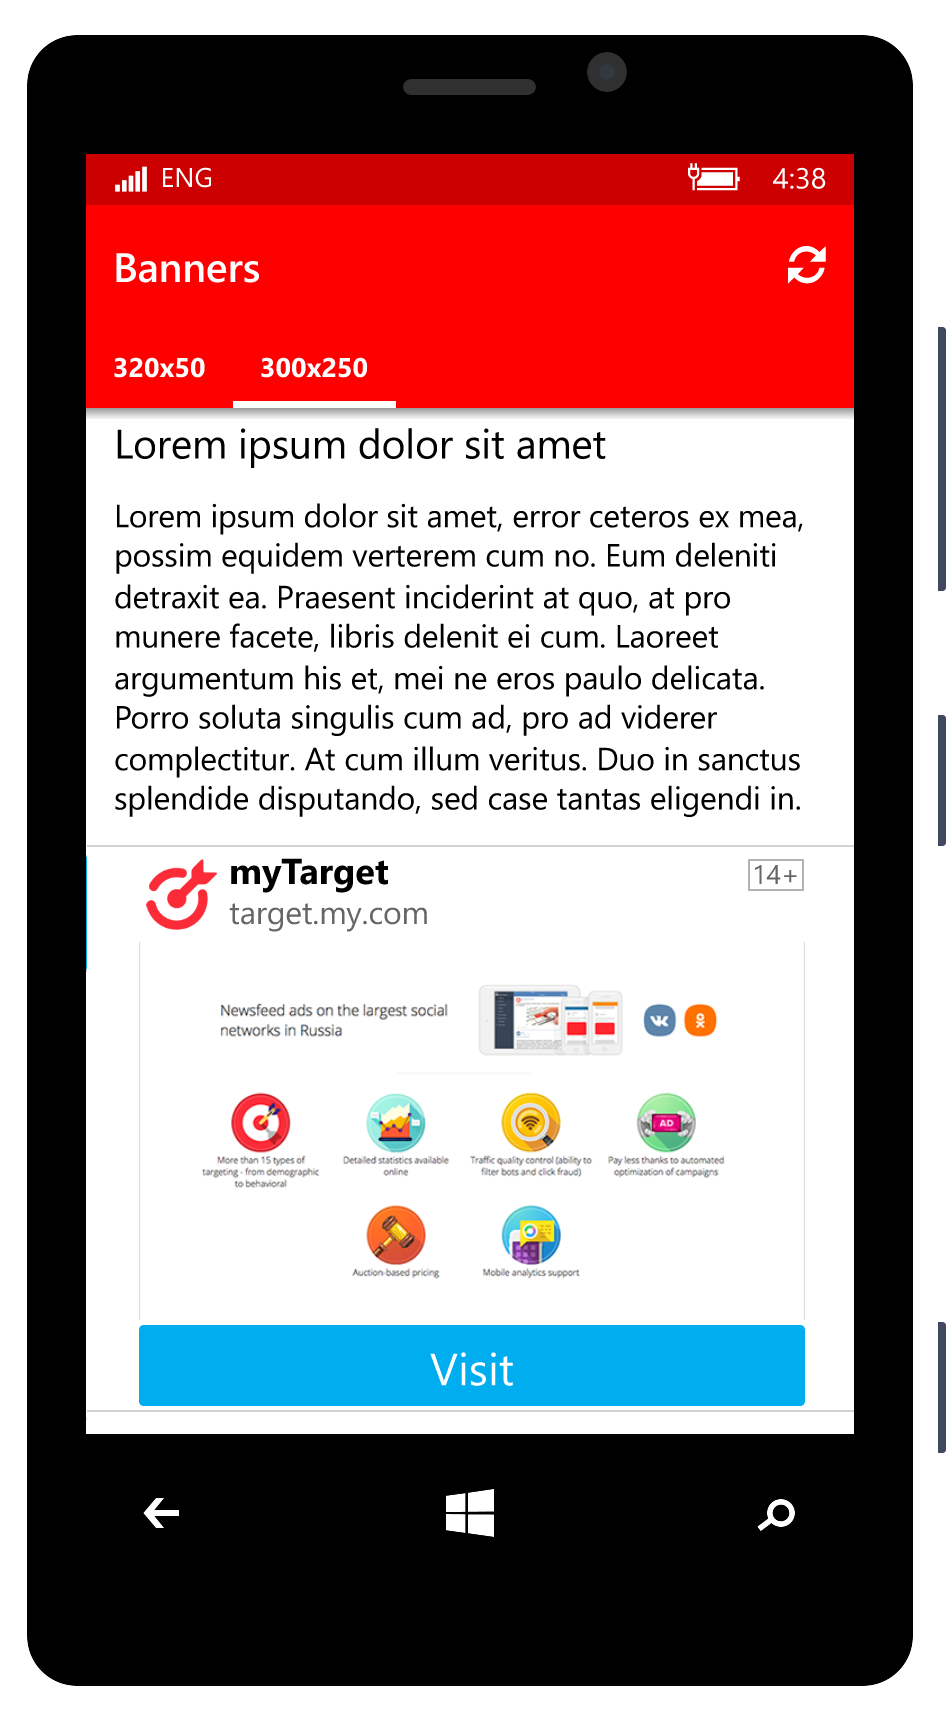 ENG
4:38
Banners
320x50 300x250
Lorem ipsum dolor sit amet
Lorem ipsum dolor sit amet, error ceteros ex mea,
possim equidem verterem cum no. Eum deleniti
detraxit ea. Praesent inciderint at quo, at pro
munere facete, libris delenit ei cum. Laoreet
argumentum his et, mei ne eros paulo delicata.
Porro soluta singulis cum ad, pro ad viderer
complectitur. At cum illum veritus. Duo in sanctus
splendide disputando, sed case tantas eligendi in.
myTarget
14+
target.my.com
Newsfeed ads on the largest social
networks in Russia
More than 15 types of
targeting - from demographic
to behavioral
Detailed statistics available
online
Traffic quality control (ability to
filter bots and click fraud)
AD
Pay less thanks to automated
optimization of campaigns
Auction-based pricing
Mobile analytics support
Visit